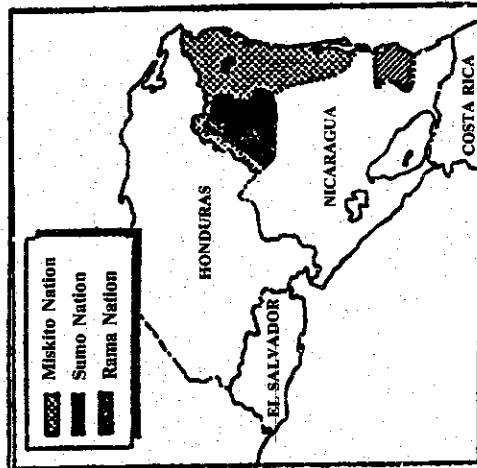 Miskito Nation
Sumo Nation
Rama Nation
HONDURAS
NICARAGUA
EL SALVADOR
COSTA RICA